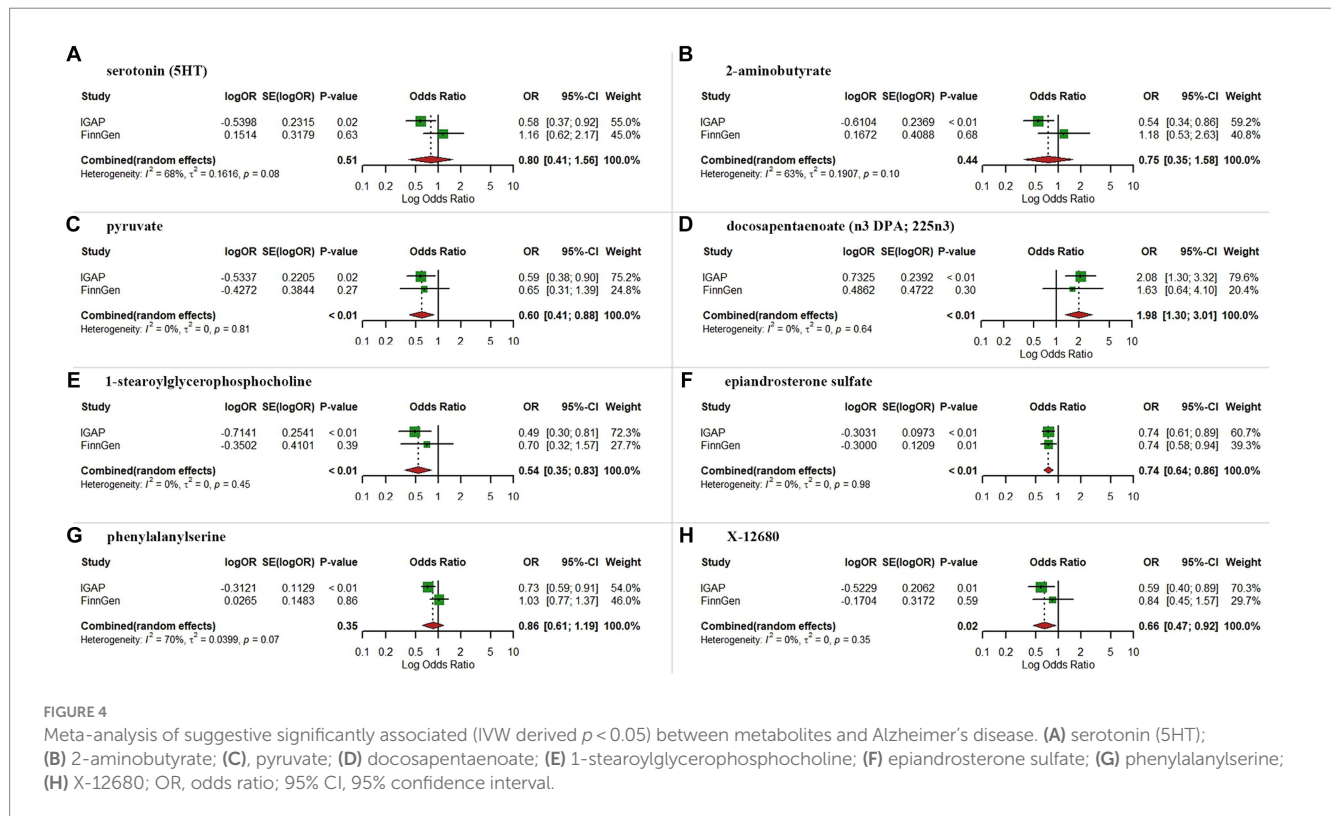 A
serotonin (5HT)
Study logOR SE(logOR) P-value Odds Ratio OR 95%-CI Weight
IGAP -0.5398 0.2315 0.02 0.58 [0.37; 0.92] 55.0%
FinnGen 0.1514 0.3179 0.63 1.16 [0.62; 2.17] 45.0%
Combined(random effects) 0.51 0.80 [0.41; 1.56] 100.0%
Heterogeneity: I² = 68%, τ² = 0.1616, p = 0.08
0.1 0.2 0.5 1 2 5 10
Log Odds Ratio
B
2-aminobutyrate
Study logOR SE(logOR) P-value Odds Ratio OR 95%-CI Weight
IGAP -0.6104 0.2369 < 0.01 0.54 [0.34; 0.86] 59.2%
FinnGen 0.1672 0.4088 0.68 1.18 [0.53; 2.63] 40.8%
Combined(random effects) 0.44 0.75 [0.35; 1.58] 100.0%
Heterogeneity: I² = 63%, τ² = 0.1907, p = 0.10
0.1 0.2 0.5 1 2 5 10
Log Odds Ratio
C
pyruvate
Study logOR SE(logOR) P-value Odds Ratio OR 95%-CI Weight
IGAP -0.5337 0.2205 0.02 0.59 [0.38; 0.90] 75.2%
FinnGen -0.4272 0.3844 0.27 0.65 [0.31; 1.39] 24.8%
Combined(random effects) < 0.01 0.60 [0.41; 0.88] 100.0%
Heterogeneity: I² = 0%, τ² = 0, p = 0.81
0.1 0.2 0.5 1 2 5 10
Log Odds Ratio
D
docosapentaenoate (n3 DPA; 225n3)
Study logOR SE(logOR) P-value Odds Ratio OR 95%-CI Weight
IGAP 0.7325 0.2392 < 0.01 2.08 [1.30; 3.32] 79.6%
FinnGen 0.4862 0.4722 0.30 1.63 [0.64; 4.10] 20.4%
Combined(random effects) < 0.01 1.98 [1.30; 3.01] 100.0%
Heterogeneity: I² = 0%, τ² = 0, p = 0.64
0.1 0.2 0.5 1 2 5 10
Log Odds Ratio
E
1-stearoylglycerophosphocholine
Study logOR SE(logOR) P-value Odds Ratio OR 95%-CI Weight
IGAP -0.7141 0.2541 < 0.01 0.49 [0.30; 0.81] 72.3%
FinnGen -0.3502 0.4101 0.39 0.70 [0.32; 1.57] 27.7%
Combined(random effects) < 0.01 0.54 [0.35; 0.83] 100.0%
Heterogeneity: I² = 0%, τ² = 0, p = 0.45
0.1 0.2 0.5 1 2 5 10
Log Odds Ratio
F
epiandrosterone sulfate
Study logOR SE(logOR) P-value Odds Ratio OR 95%-CI Weight
IGAP -0.3031 0.0973 < 0.01 0.74 [0.61; 0.89] 60.7%
FinnGen -0.3000 0.1209 0.01 0.74 [0.58; 0.94] 39.3%
Combined(random effects) < 0.01 0.74 [0.64; 0.86] 100.0%
Heterogeneity: I² = 0%, τ² = 0, p = 0.98
0.1 0.2 0.5 1 2 5 10
Log Odds Ratio
G
phenylalanylserine
Study logOR SE(logOR) P-value Odds Ratio OR 95%-CI Weight
IGAP -0.3121 0.1129 < 0.01 0.73 [0.59; 0.91] 54.0%
FinnGen 0.0265 0.1483 0.86 1.03 [0.77; 1.37] 46.0%
Combined(random effects) 0.35 0.86 [0.61; 1.19] 100.0%
Heterogeneity: I² = 70%, τ² = 0.0399, p = 0.07
0.1 0.2 0.5 1 2 5 10
Log Odds Ratio
H
X-12680
Study logOR SE(logOR) P-value Odds Ratio OR 95%-CI Weight
IGAP -0.5229 0.2062 0.01 0.59 [0.40; 0.89] 70.3%
FinnGen -0.1704 0.3172 0.59 0.84 [0.45; 1.57] 29.7%
Combined(random effects) 0.02 0.66 [0.47; 0.92] 100.0%
Heterogeneity: I² = 0%, τ² = 0, p = 0.35
0.1 0.2 0.5 1 2 5 10
Log Odds Ratio
FIGURE 4
Meta-analysis of suggestive significantly associated (IVW derived p < 0.05) between metabolites and Alzheimer's disease. (A) serotonin (5HT);
(B) 2-aminobutyrate; (C), pyruvate; (D) docosapentaenoate; (E) 1-stearoylglycerophosphocholine; (F) epiandrosterone sulfate; (G) phenylalanylserine;
(H) X-12680; OR, odds ratio; 95% CI, 95% confidence interval.